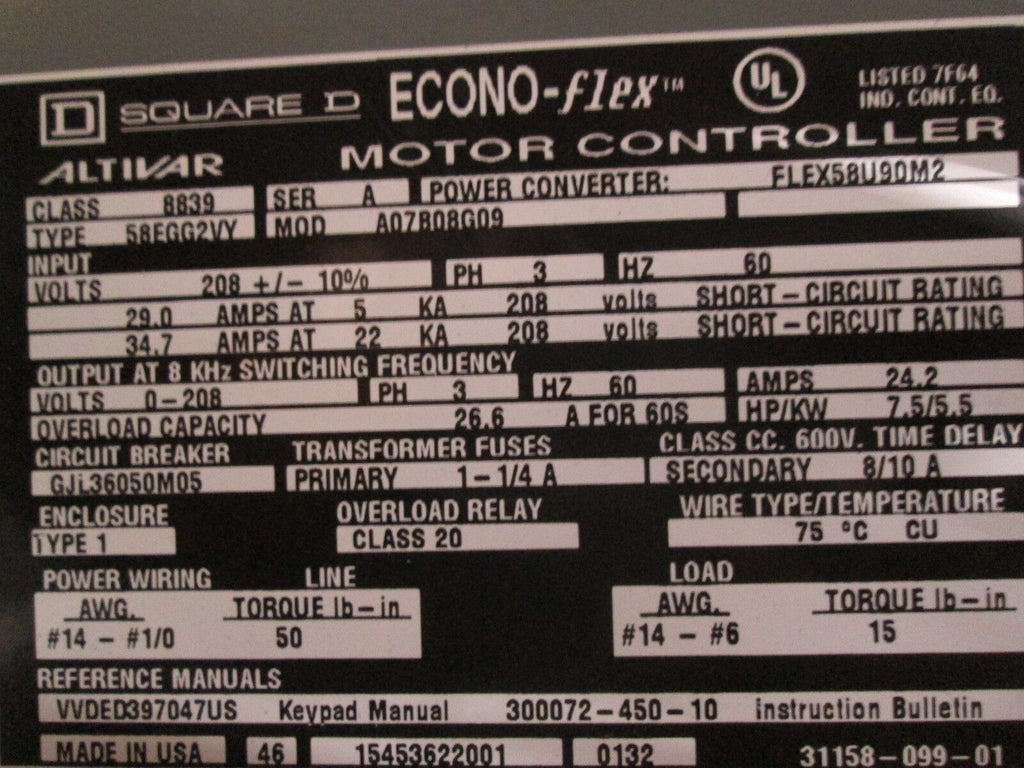 D SQUARE D ECONO-flex™ UL LISTED 7F64
IND. CONT. EQ.
ALTIVAR MOTOR CONTROLLER
CLASS 8839 SER A POWER CONVERTER: FLEX58U90M2
TYPE 58EGG2VY MOD A07B08G09
INPUT
VOLTS 208 +/- 10% PH 3 HZ 60
29.0 AMPS AT 5 KA 208 volts SHORT-CIRCUIT RATING
34.7 AMPS AT 22 KA 208 volts SHORT-CIRCUIT RATING
OUTPUT AT 8 KHz SWITCHING FREQUENCY
VOLTS 0-208 PH 3 HZ 60 AMPS 24.2
OVERLOAD CAPACITY 26.6 A FOR 60S HP/KW 7.5/5.5
CIRCUIT BREAKER TRANSFORMER FUSES CLASS CC. 600V. TIME DELAY
GJL36050M05 PRIMARY 1-1/4 A SECONDARY 8/10 A
ENCLOSURE OVERLOAD RELAY WIRE TYPE/TEMPERATURE
TYPE 1 CLASS 20 75 °C CU
POWER WIRING LINE LOAD
AWG. TORQUE lb-in AWG. TORQUE lb-in
#14 - #1/0 50 #14 - #6 15
REFERENCE MANUALS
VVDED397047US Keypad Manual 300072-450-10 Instruction Bulletin
MADE IN USA 46 15453622001 0132 31158-099-01